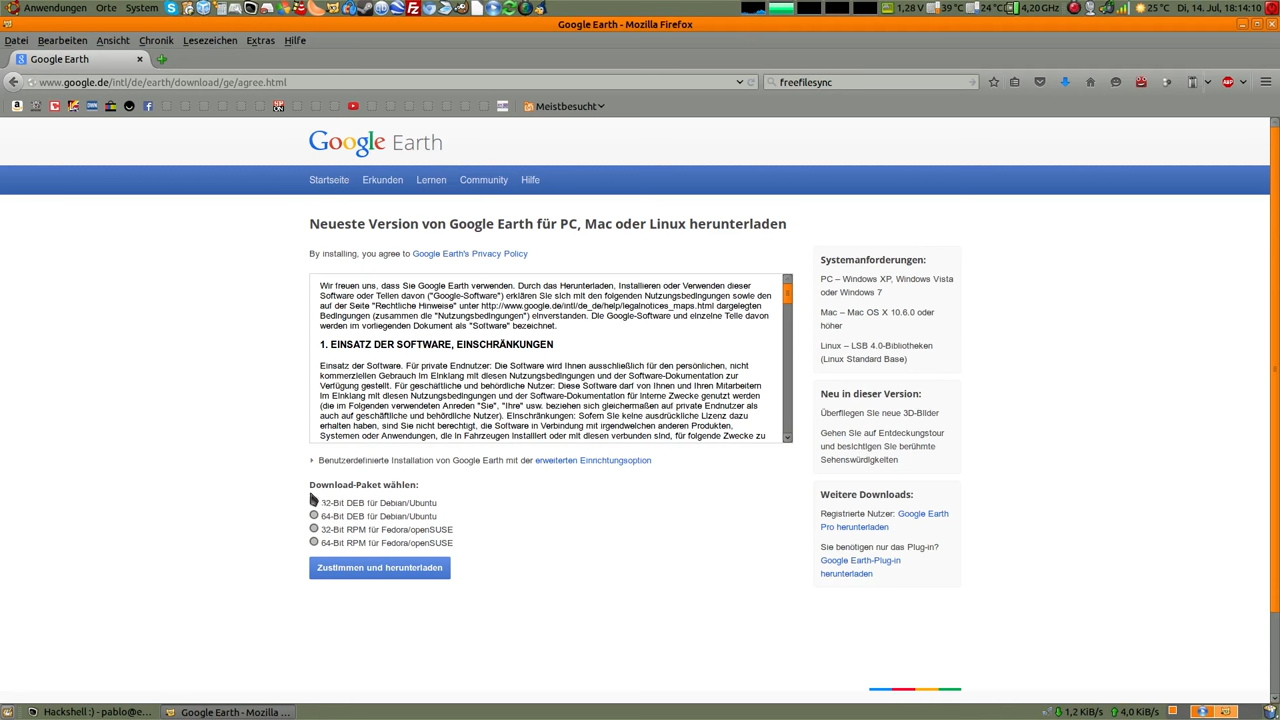 Anwendungen Orte System 1,28 V 39 °C 24 °C 4,20 GHz 25 °C Di, 14. Jul, 18:14:10
Google Earth - Mozilla Firefox
Datei Bearbeiten Ansicht Chronik Lesezeichen Extras Hilfe
Google Earth
www.google.de/intl/de/earth/download/ge/agree.html freefilesync
Meistbesucht
Google Earth
Startseite Erkunden Lernen Community Hilfe
Neueste Version von Google Earth für PC, Mac oder Linux herunterladen
By installing, you agree to Google Earth's Privacy Policy
Wir freuen uns, dass Sie Google Earth verwenden. Durch das Herunterladen, Installieren oder Verwenden dieser
Software oder Teilen davon ("Google-Software") erklären Sie sich mit den folgenden Nutzungsbedingungen sowie den
auf der Seite "Rechtliche Hinweise" unter http://www.google.de/intl/de_de/help/legalnotices_maps.html dargelegten
Bedingungen (zusammen die "Nutzungsbedingungen") einverstanden. Die Google-Software und einzelne Teile davon
werden im vorliegenden Dokument als "Software" bezeichnet.
1. EINSATZ DER SOFTWARE, EINSCHRÄNKUNGEN
Einsatz der Software. Für private Endnutzer: Die Software wird Ihnen ausschließlich für den persönlichen, nicht
kommerziellen Gebrauch im Einklang mit diesen Nutzungsbedingungen und der Software-Dokumentation zur
Verfügung gestellt. Für geschäftliche und behördliche Nutzer: Diese Software darf von Ihnen und Ihren Mitarbeitern
im Einklang mit diesen Nutzungsbedingungen und der Software-Dokumentation für interne Zwecke genutzt werden
(die im Folgenden verwendeten Anreden "Sie", "Ihre" usw. beziehen sich gleichermaßen auf private Endnutzer als
auch auf geschäftliche und behördliche Nutzer). Einschränkungen: Sofern Sie keine ausdrückliche Lizenz dazu
erhalten haben, sind Sie nicht berechtigt, die Software in Verbindung mit irgendwelchen anderen Produkten,
Systemen oder Anwendungen, die in Fahrzeugen installiert oder mit diesen verbunden sind, für folgende Zwecke zu
Benutzerdefinierte Installation von Google Earth mit der erweiterten Einrichtungsoption
Download-Paket wählen:
32-Bit DEB für Debian/Ubuntu
64-Bit DEB für Debian/Ubuntu
32-Bit RPM für Fedora/openSUSE
64-Bit RPM für Fedora/openSUSE
Zustimmen und herunterladen
Systemanforderungen:
PC – Windows XP, Windows Vista
oder Windows 7
Mac – Mac OS X 10.6.0 oder
höher
Linux – LSB 4.0-Bibliotheken
(Linux Standard Base)
Neu in dieser Version:
Überfliegen Sie neue 3D-Bilder
Gehen Sie auf Entdeckungstour
und besichtigen Sie berühmte
Sehenswürdigkeiten
Weitere Downloads:
Registrierte Nutzer: Google Earth
Pro herunterladen
Sie benötigen nur das Plug-in?
Google Earth-Plug-in
herunterladen
Hackshell :) - pablo@e... Google Earth - Mozilla ... 1,2 KiB/s 4,0 KiB/s